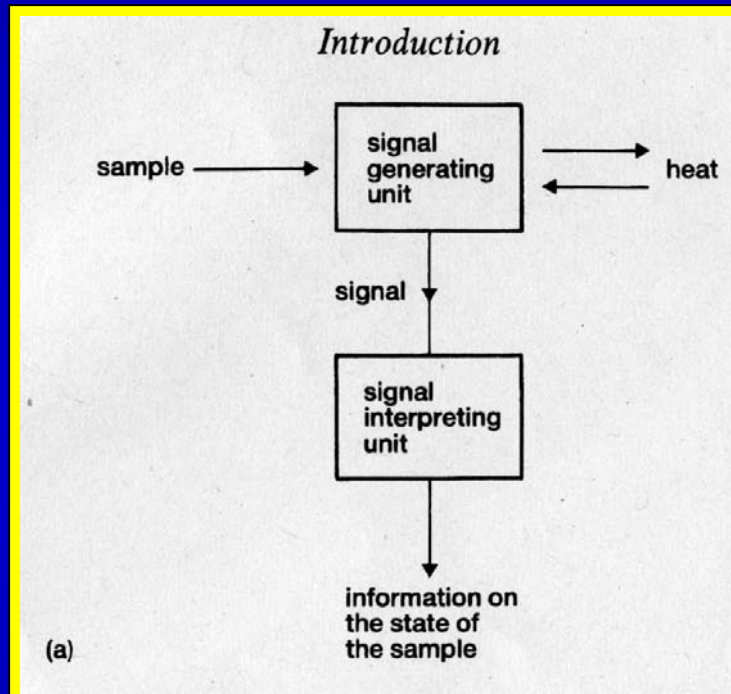 Introduction
signal
generating
unit
sample
heat
signal
signal
interpreting
unit
information on
the state of
the sample
(a)